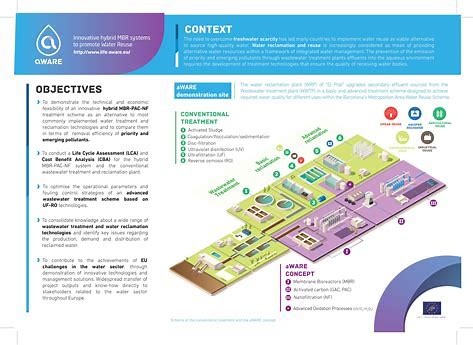 aWARE
Innovative hybrid MBR systems
to promote Water Reuse
http://www.life-aware.eu/
CONTEXT
The need to overcome freshwater scarcity has led many countries to implement water reuse as viable alternative
to source high-quality water. Water reclamation and reuse is increasingly considered as mean of providing
alternative water resources within a framework of integrated water management. The prevention of the emission
of priority and emerging pollutants through wastewater treatment plants effluents into the aqueous environment
requires the development of treatment technologies that ensure the quality of receiving water bodies.
OBJECTIVES
To demonstrate the technical and economic
feasibility of an innovative hybrid MBR-PAC-NF
treatment scheme as an alternative to most
commonly implemented water treatment and
reclamation technologies and to compare them
in terms of removal efficiency of priority and
emerging pollutants.
To conduct a Life Cycle Assessment (LCA) and
Cost Benefit Analysis (CBA) for the hybrid
MBR-PAC-NF system and the conventional
wastewater treatment and reclamation plant.
To optimise the operational parameters and
fouling control strategies of an advanced
wastewater treatment scheme based on
UF-RO technologies.
To consolidate knowledge about a wide range of
wastewater treatment and water reclamation
technologies and identify key issues regarding
the production, demand and distribution of
reclaimed water.
To contribute to the achievements of EU
challenges in the water sector through
demonstration of innovative technologies and
management solutions. Widespread transfer of
project outputs and know-how directly to
stakeholders related to the water sector
throughout Europe.
aWARE
demonstration site
The water reclamation plant (WRP) of "El Prat" upgrades secondary effluent sourced from the
Wastewater Treatment plant (WWTP) in a basic and advanced treatment scheme designed to achieve
required water quality for different uses within the Barcelona's Metropolitan Area Water Reuse Scheme.
CONVENTIONAL
TREATMENT
1 Activated Sludge
2 Coagulation/flocculation/sedimentation
3 Disc-filtration
4 Ultraviolet disinfection (UV)
5 Ultrafiltration (UF)
6 Reverse osmosis (RO)
Wastewater
Treatment
Basic
reclamation
Advanced
reclamation
URBAN REUSE
AQUIFER
RECHARGE
INDUSTRIAL
REUSE
aWARE
CONCEPT
Membrane Bioreactors (MBR)
Activated carbon (GAC, PAC)
Nanofiltration (NF)
Advanced Oxidation Processes
Scheme of the conventional treatment and the aWARE concept